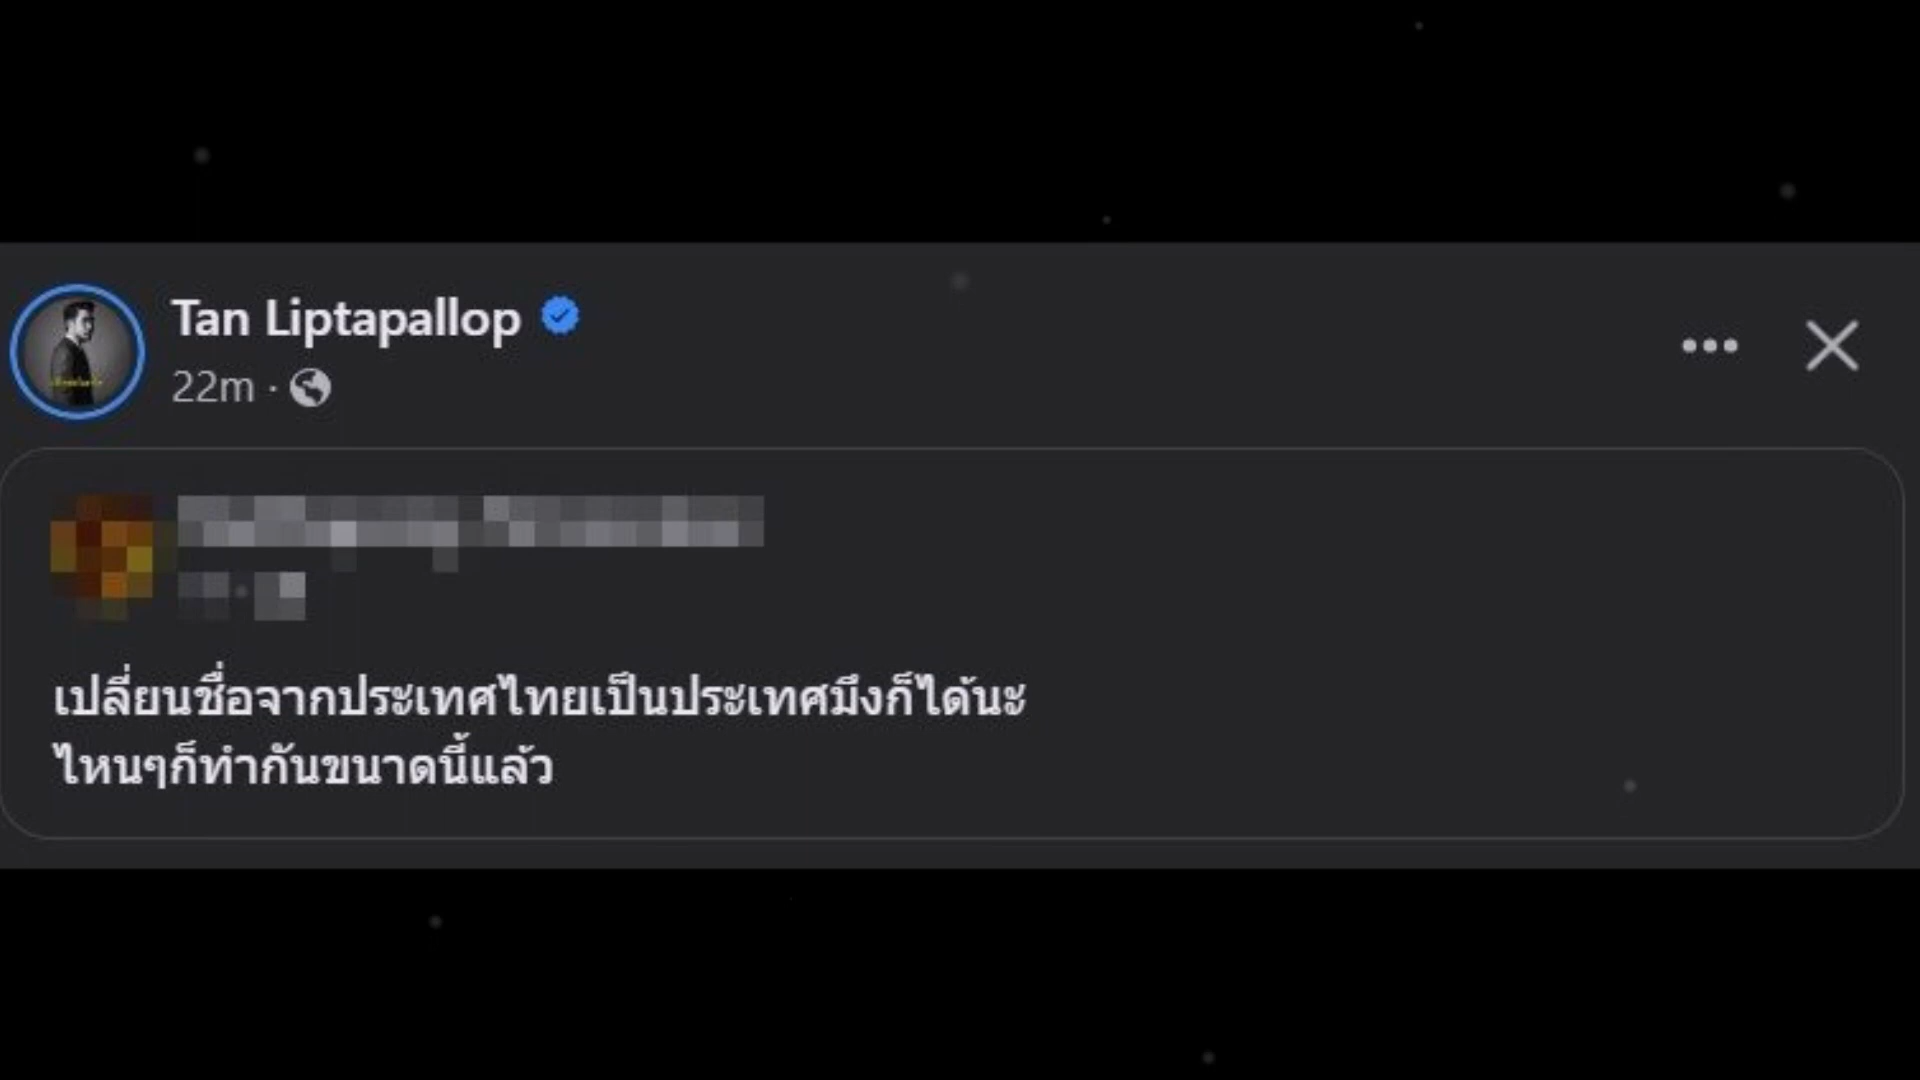 Tan Liptapallop
22m ·
เปลี่ยนชื่อจากประเทศไทยเป็นประเทศมึงก็ได้นะ
ไหนๆก็ทำกันขนาดนี้แล้ว